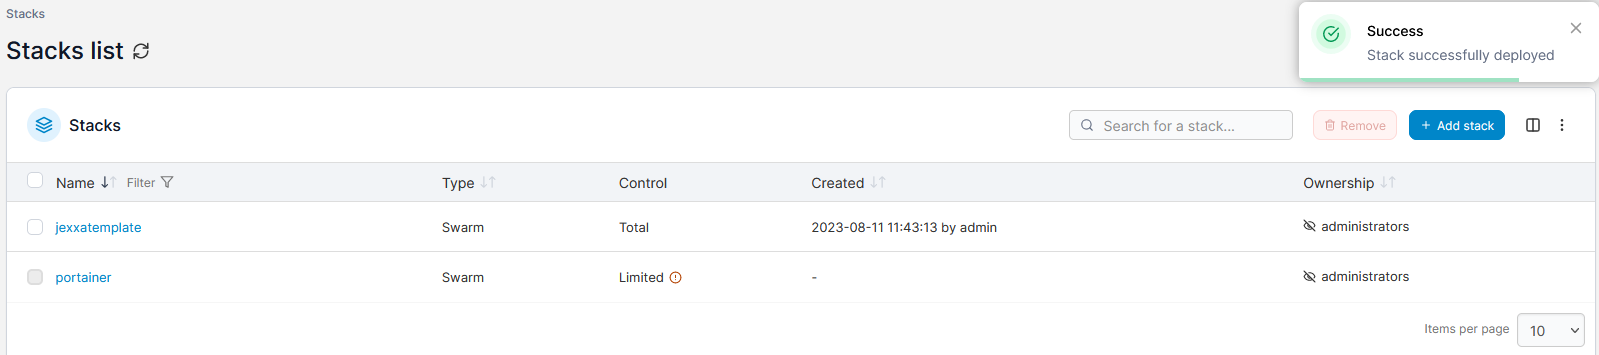 Stacks
Stacks list
Success
Stack successfully deployed
Stacks
Search for a stack...
Remove
+ Add stack
Name Filter Type Control Created Ownership
jexxatemplate Swarm Total 2023-08-11 11:43:13 by admin administrators
portainer Swarm Limited - administrators
Items per page 10